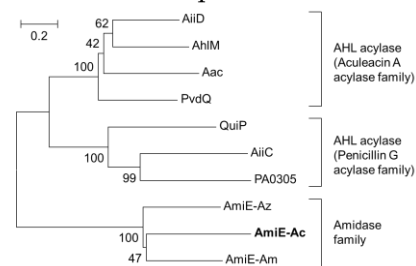 0.2
62
AiiD
42
AhlM
100
Aac
PvdQ
AHL acylase
(Aculeacin A
acylase family)
QuiP
100
AiiC
99
PA0305
AHL acylase
(Penicillin G
acylase family)
AmiE-Az
100
AmiE-Ac
47
AmiE-Am
Amidase
family